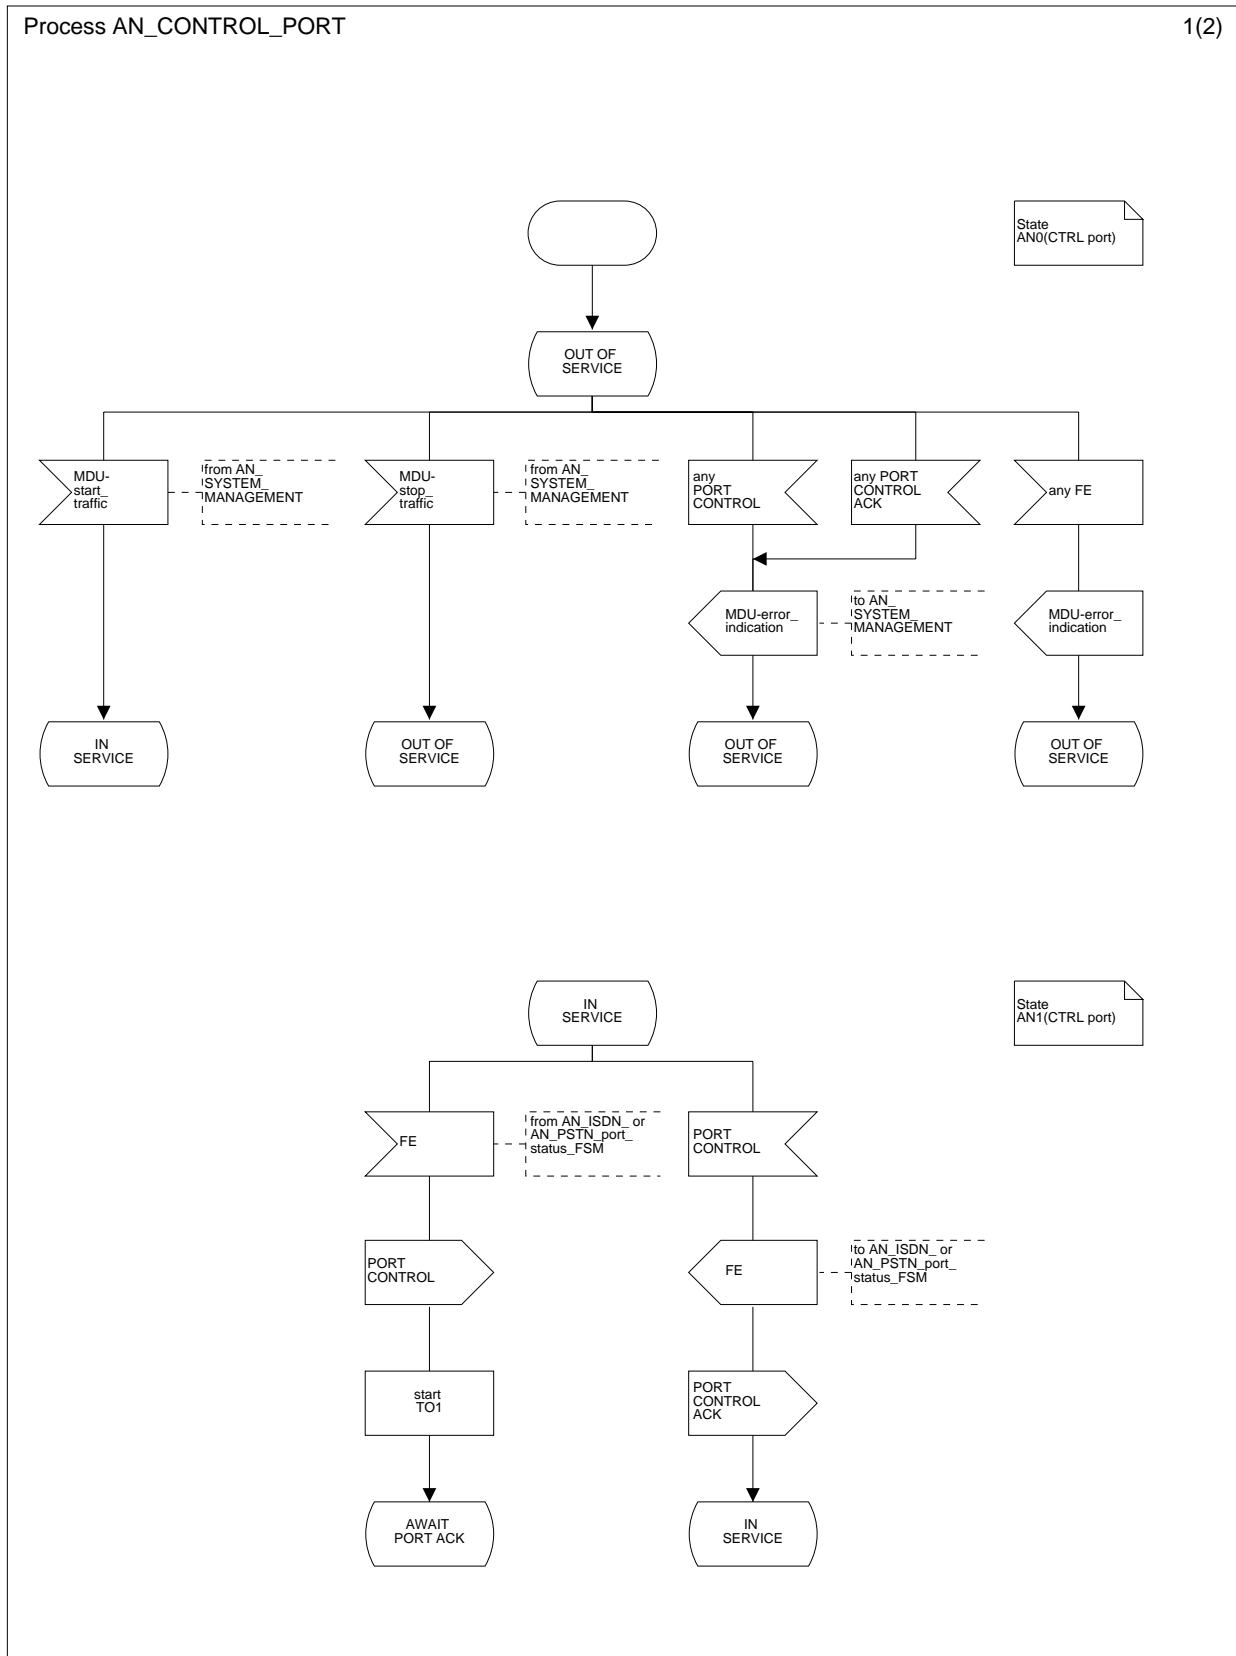 Process AN_CONTROL_PORT
1(2)
State
AN0(CTRL port)
OUT OF
SERVICE
MDU-
start_
traffic
from AN_
SYSTEM_
MANAGEMENT
MDU-
stop_
traffic
from AN_
SYSTEM_
MANAGEMENT
any
PORT
CONTROL
any PORT
CONTROL
ACK
any FE
MDU-error_
indication
to AN_
SYSTEM_
MANAGEMENT
MDU-error_
indication
IN
SERVICE
OUT OF
SERVICE
OUT OF
SERVICE
OUT OF
SERVICE
IN
SERVICE
State
AN1(CTRL port)
FE
from AN_ISDN_ or
AN_PSTN_port_
status_FSM
PORT
CONTROL
PORT
CONTROL
FE
to AN_ISDN_ or
AN_PSTN_port_
status_FSM
start
TO1
PORT
CONTROL
ACK
AWAIT
PORT ACK
IN
SERVICE